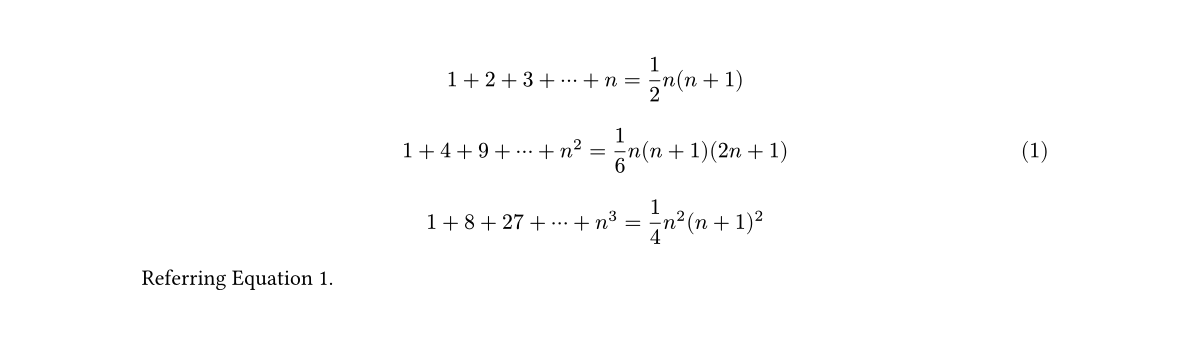 1 + 2 + 3 + ⋯ + n = 1/2 n(n + 1)
1 + 4 + 9 + ⋯ + n² = 1/6 n(n + 1)(2n + 1) (1)
1 + 8 + 27 + ⋯ + n³ = 1/4 n²(n + 1)²
Referring Equation 1.